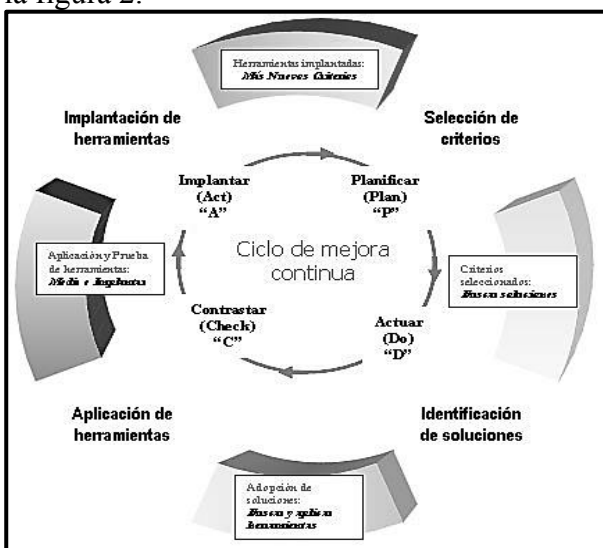 la figura 2.
Herramientas implantadas:
Más Nuevos Criterios
Implantación de
herramientas
Selección de
criterios
Implantar
(Act)
“A”
Planificar
(Plan)
“P”
Aplicación y Prueba
de herramientas:
Medir e Implantar
Ciclo de mejora
continua
Criterios
seleccionados:
Buscar soluciones
Contrastar
(Check)
“C”
Actuar
(Do)
“D”
Aplicación de
herramientas
Identificación
de soluciones
Adopción de
soluciones:
Buscar y aplicar
herramientas